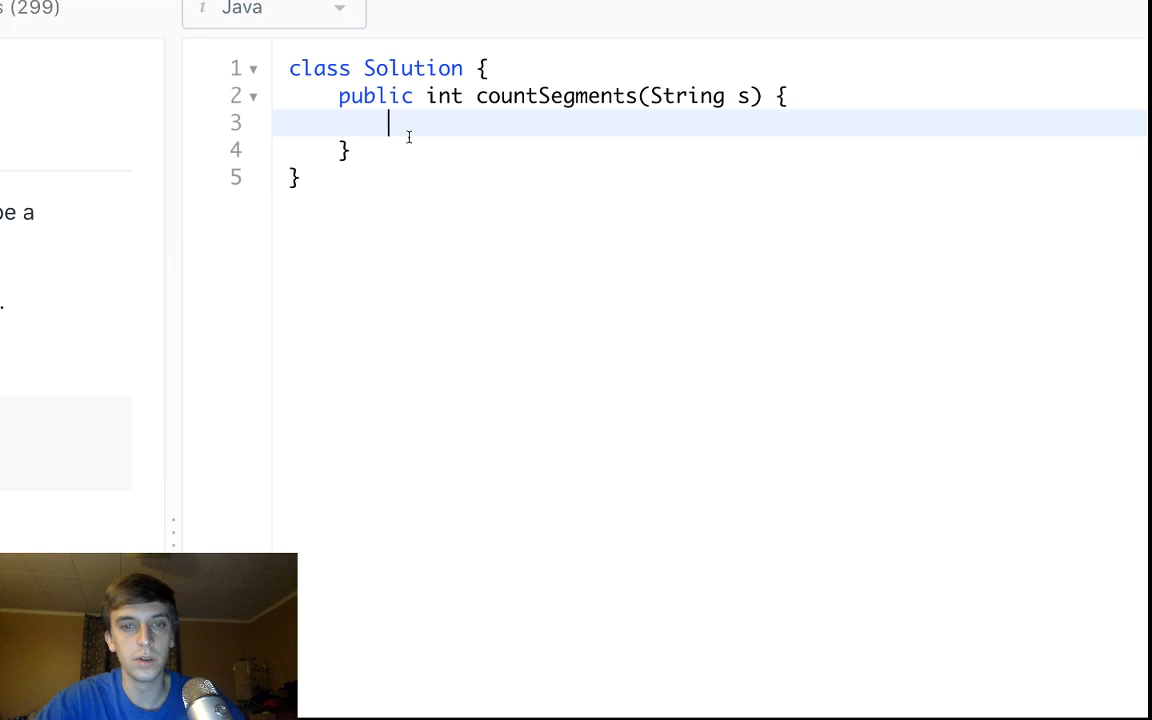 s (299)
i Java
be a
.
1 class Solution {
2 public int countSegments(String s) {
3
4 }
5 }